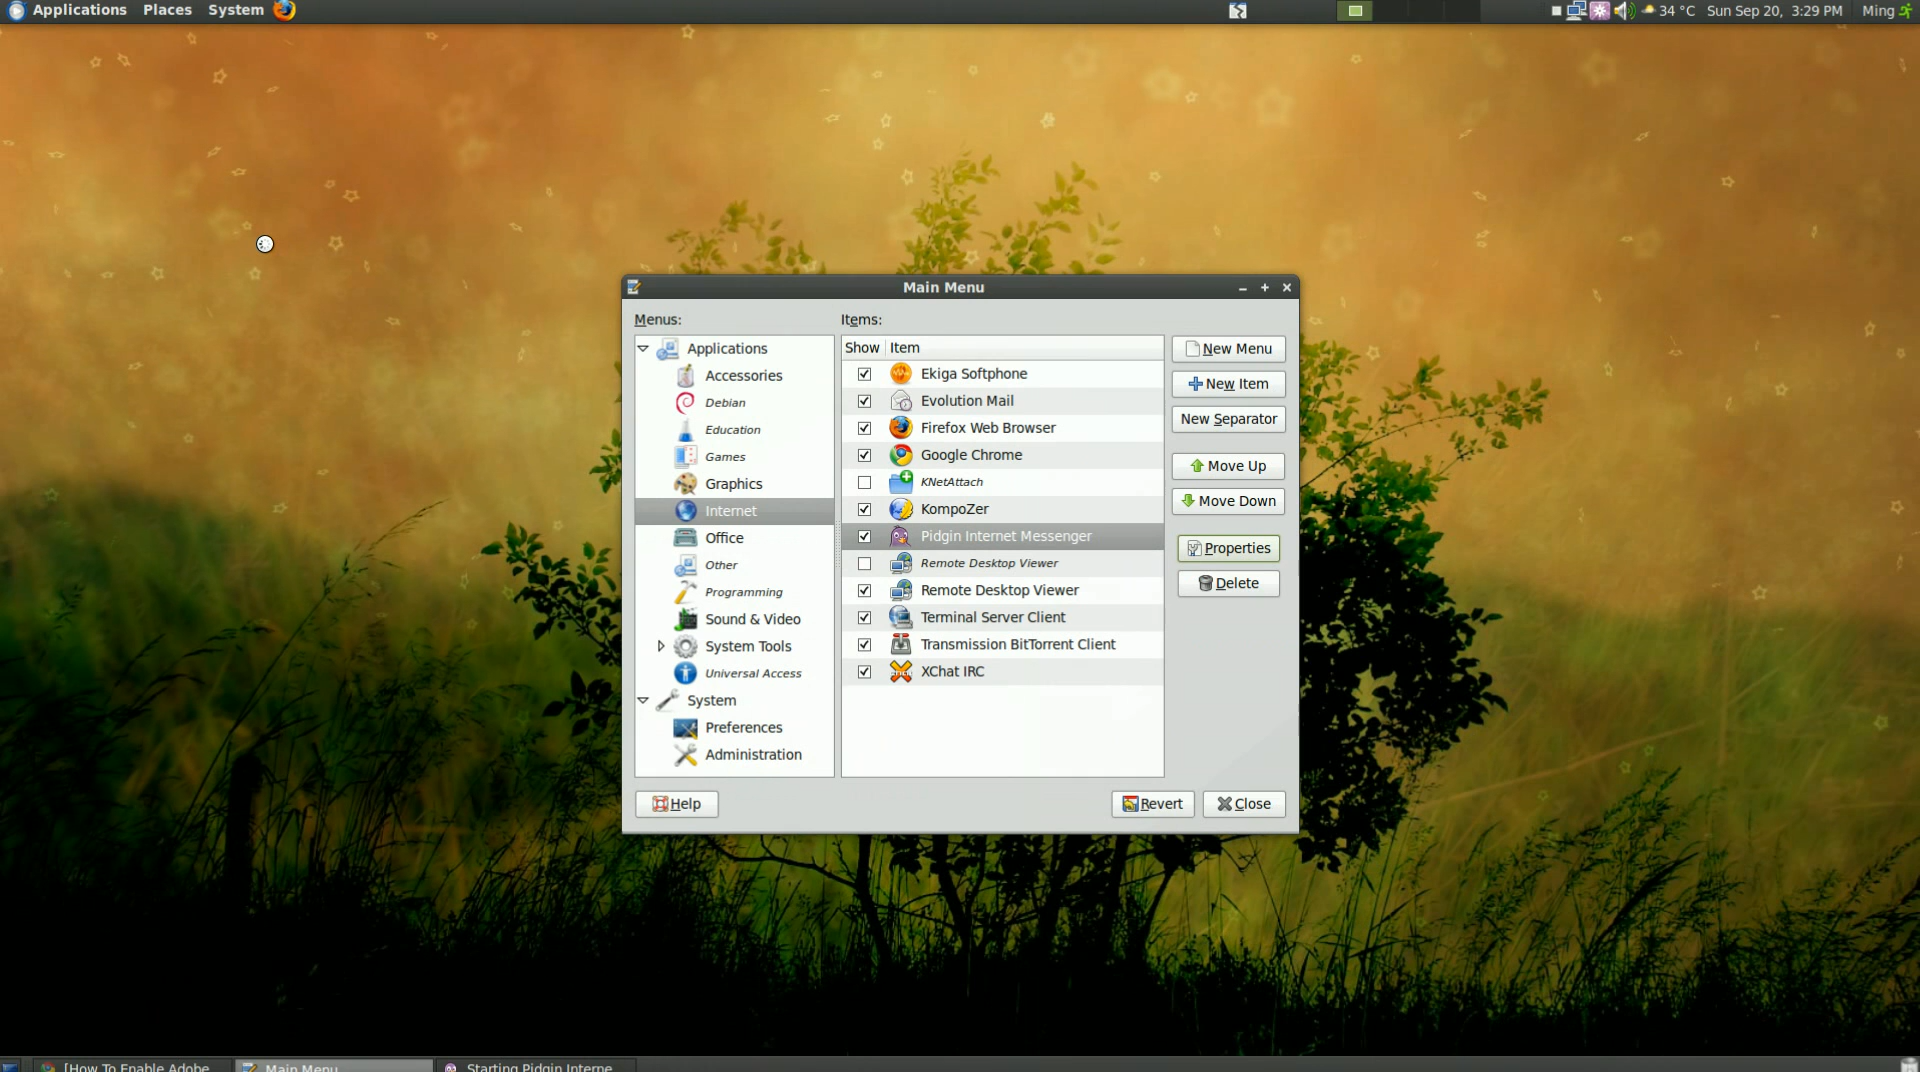 Applications Places System
34 °C Sun Sep 20, 3:29 PM Ming
Main Menu
Menus:
Items:
Applications
Accessories
Debian
Education
Games
Graphics
Internet
Office
Other
Programming
Sound & Video
System Tools
Universal Access
System
Preferences
Administration
Show Item
Ekiga Softphone
Evolution Mail
Firefox Web Browser
Google Chrome
KNetAttach
KompoZer
Pidgin Internet Messenger
Remote Desktop Viewer
Remote Desktop Viewer
Terminal Server Client
Transmission BitTorrent Client
XChat IRC
New Menu
New Item
New Separator
Move Up
Move Down
Properties
Delete
Help
Revert
Close
[How To Enable Adobe
Main Menu
Starting Pidgin Interne